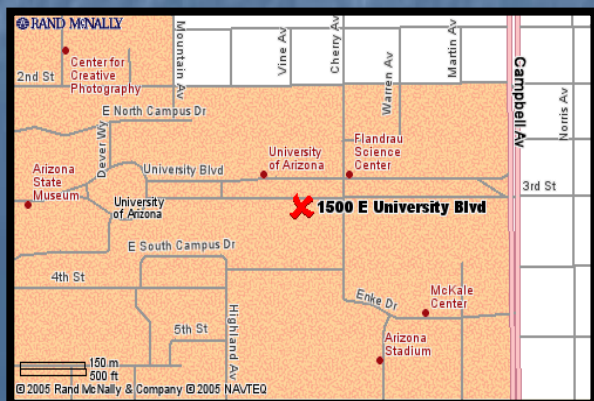 RAND McNALLY
Center for
Creative
Photography
2nd St
Mountain Av
Vine Av
Cherry Av
Warren Av
Martin Av
Campbell Av
Norris Av
E North Campus Dr
Dever Wy
University Blvd
University
of Arizona
Flandrau
Science
Center
Arizona
State
Museum
University
of Arizona
3rd St
1500 E University Blvd
E South Campus Dr
4th St
Enke Dr
McKale
Center
Highland Av
5th St
Arizona
Stadium
150 m
500 ft
© 2005 Rand McNally & Company © 2005 NAVTEQ